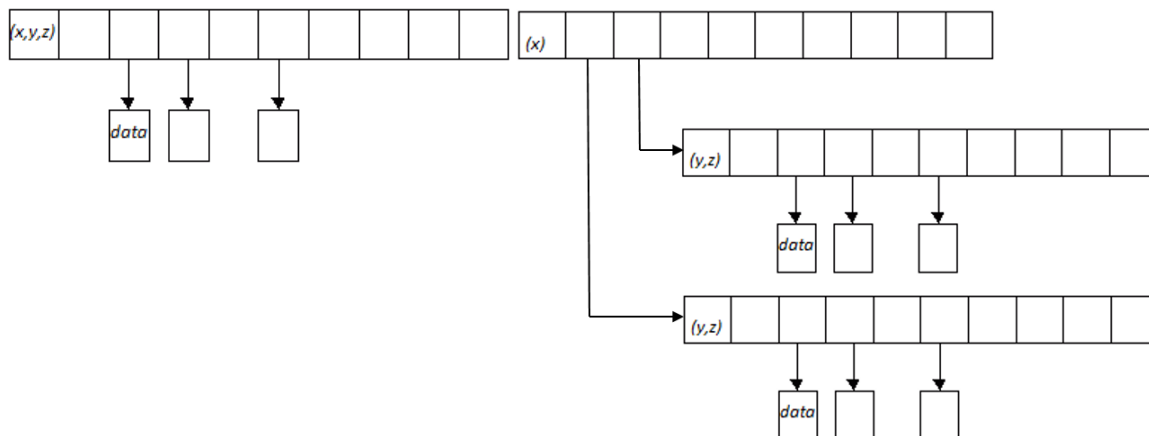 (x,y,z)
data
(x)
(y,z)
data
(y,z)
data